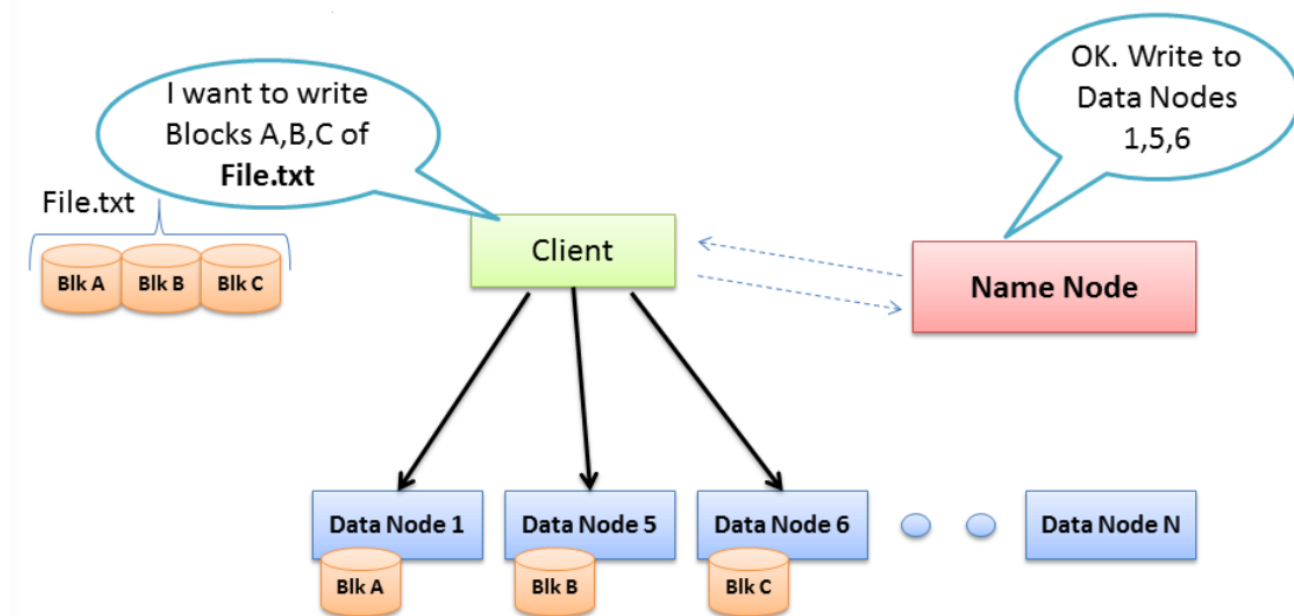 I want to write
Blocks A,B,C of
File.txt
OK. Write to
Data Nodes
1,5,6
File.txt
Blk A
Blk B
Blk C
Client
Name Node
Data Node 1
Data Node 5
Data Node 6
Data Node N
Blk A
Blk B
Blk C